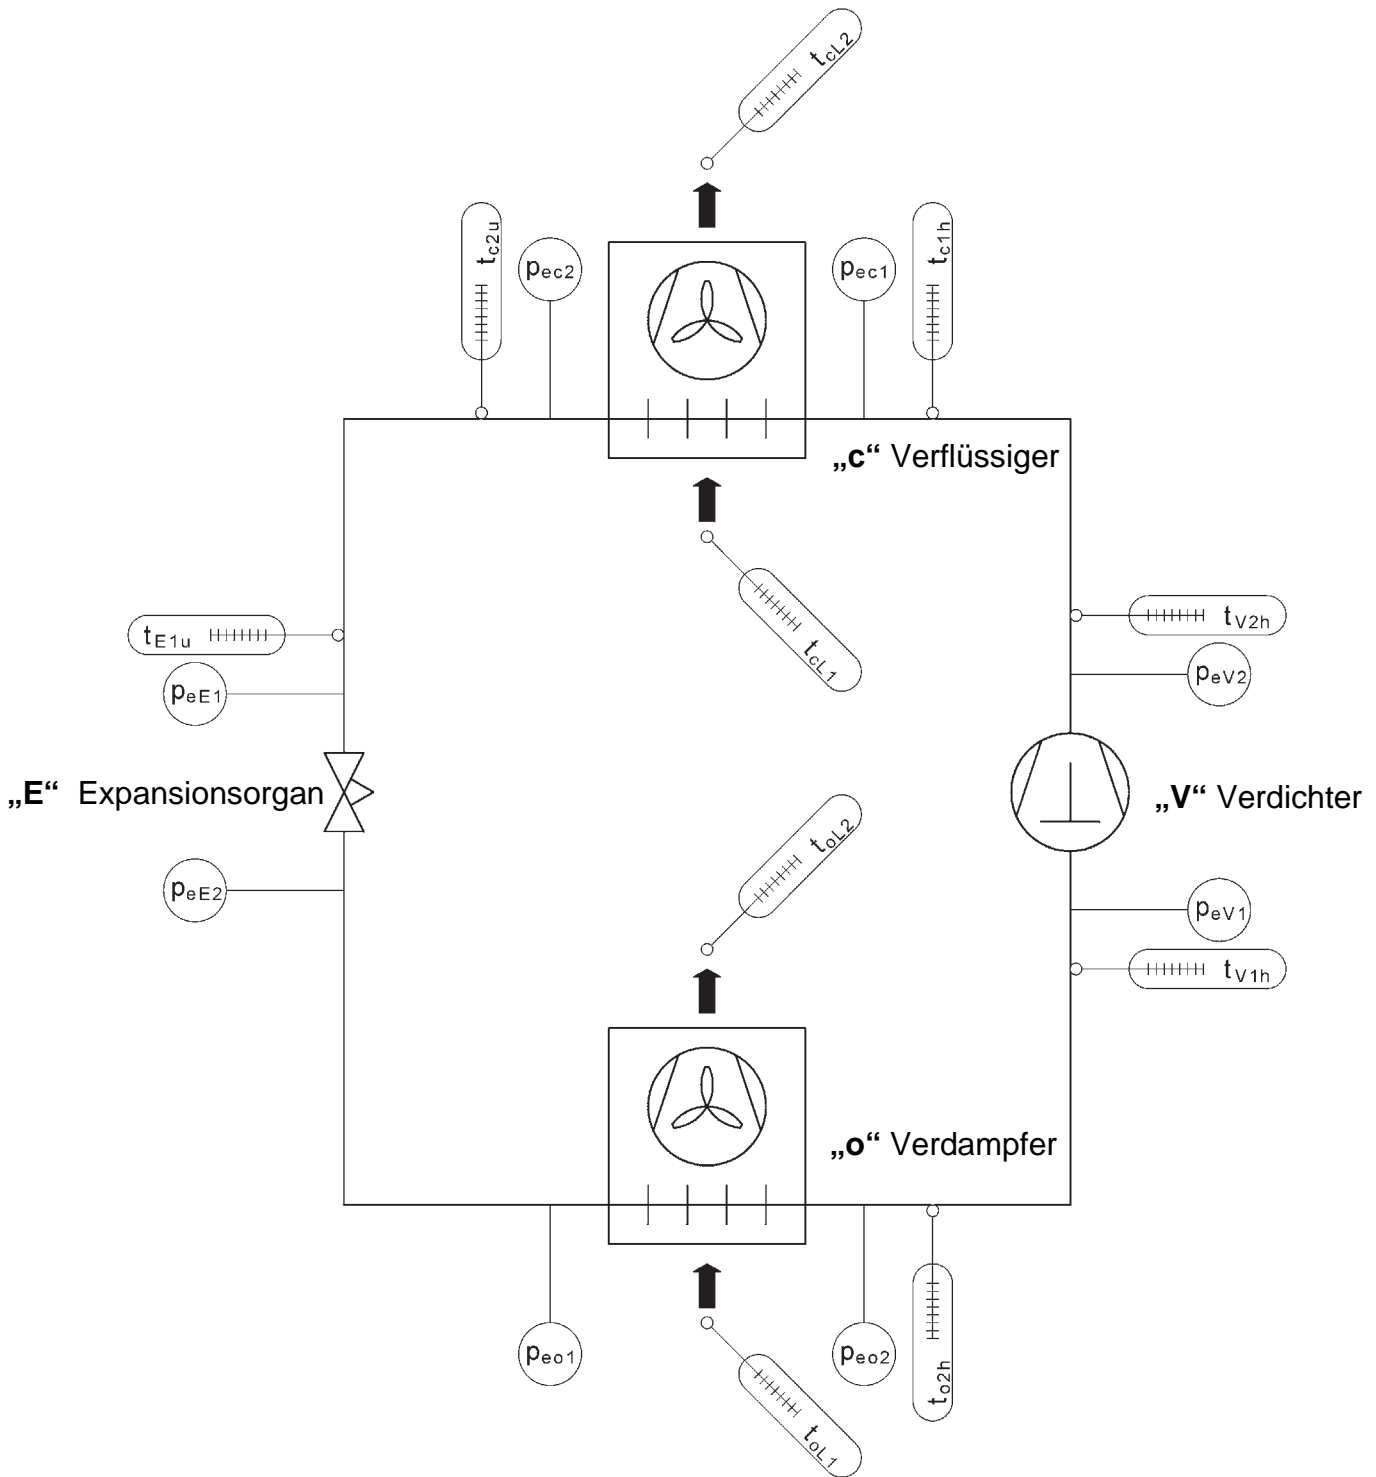 tcL2
tc2u
pec2
pec1
tc1h
„c“ Verflüssiger
tcL1
tE1u
peE1
tV2h
peV2
„E“ Expansionsorgan
„V“ Verdichter
toL2
peE2
peV1
tV1h
„o“ Verdampfer
peo1
peo2
to2h
toL1